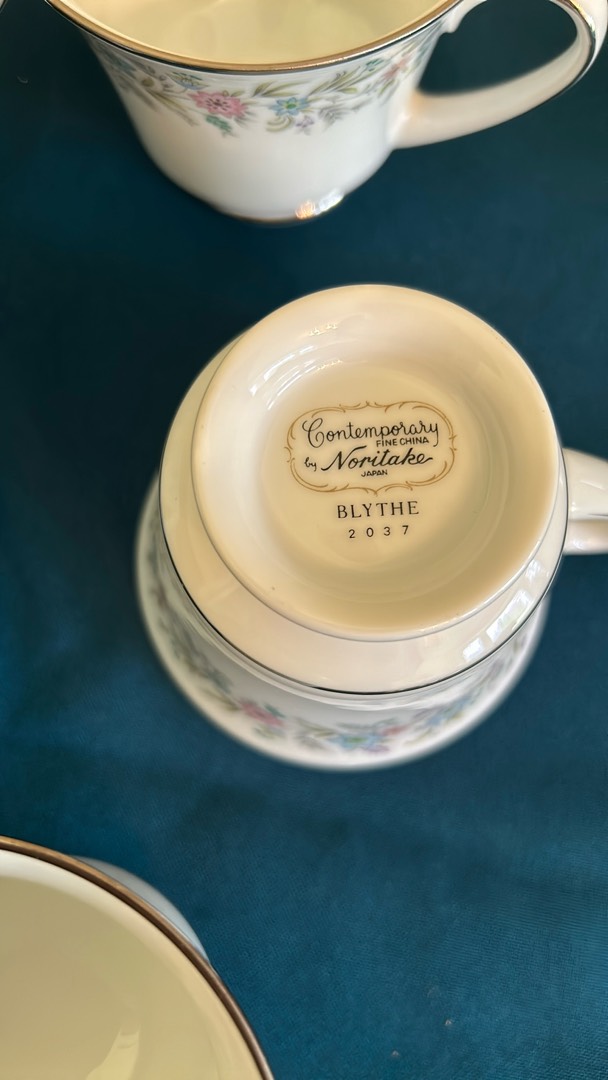 Contemporary
FINE CHINA
by Noritake
JAPAN
BLYTHE
2037